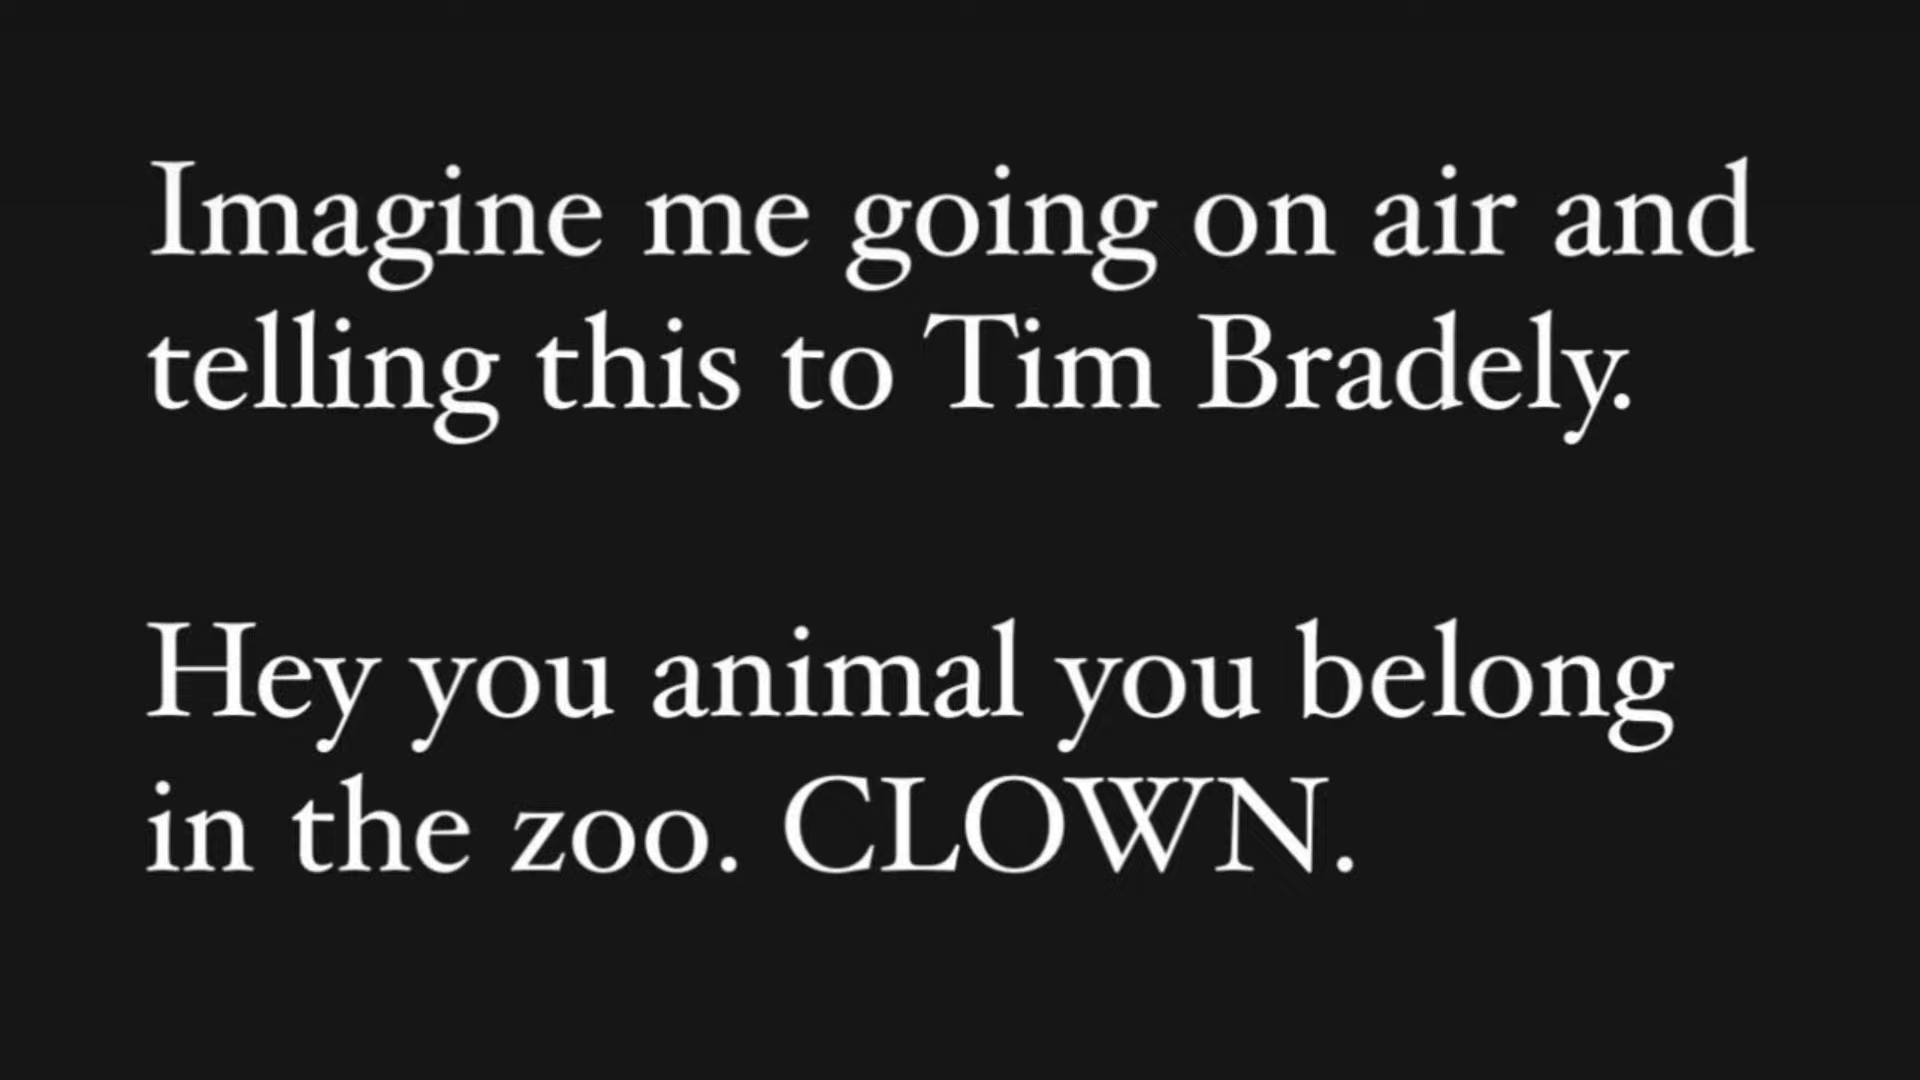 Imagine me going on air and
telling this to Tim Bradely.
Hey you animal you belong
in the zoo. CLOWN.